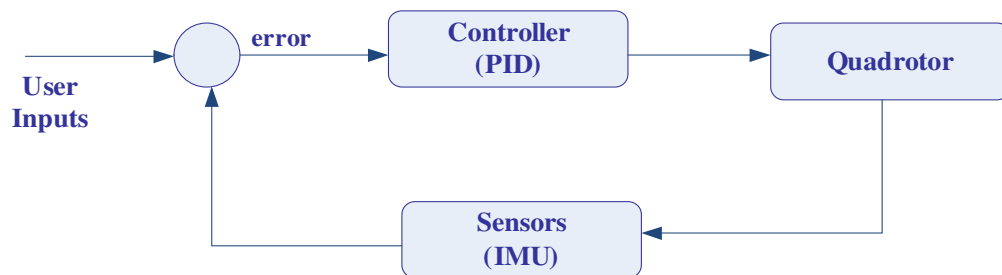 error
Controller
(PID)
Quadrotor
User
Inputs
Sensors
(IMU)